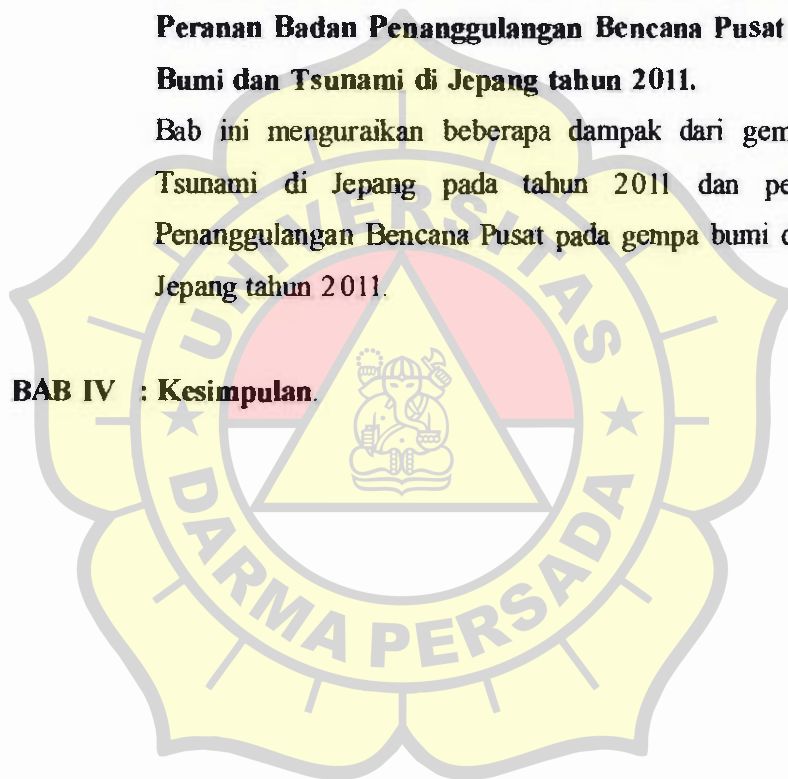 Peranan Badan Penanggulangan Bencana Pusat
Bumi dan Tsunami di Jepang tahun 2011.
Bab ini menguraikan beberapa dampak dari gem
Tsunami di Jepang pada tahun 2011 dan pe
Penanggulangan Bencana Pusat pada gempa bumi d
Jepang tahun 2011.
BAB IV : Kesimpulan.
UNIVERSITAS
DARMA PERSADA